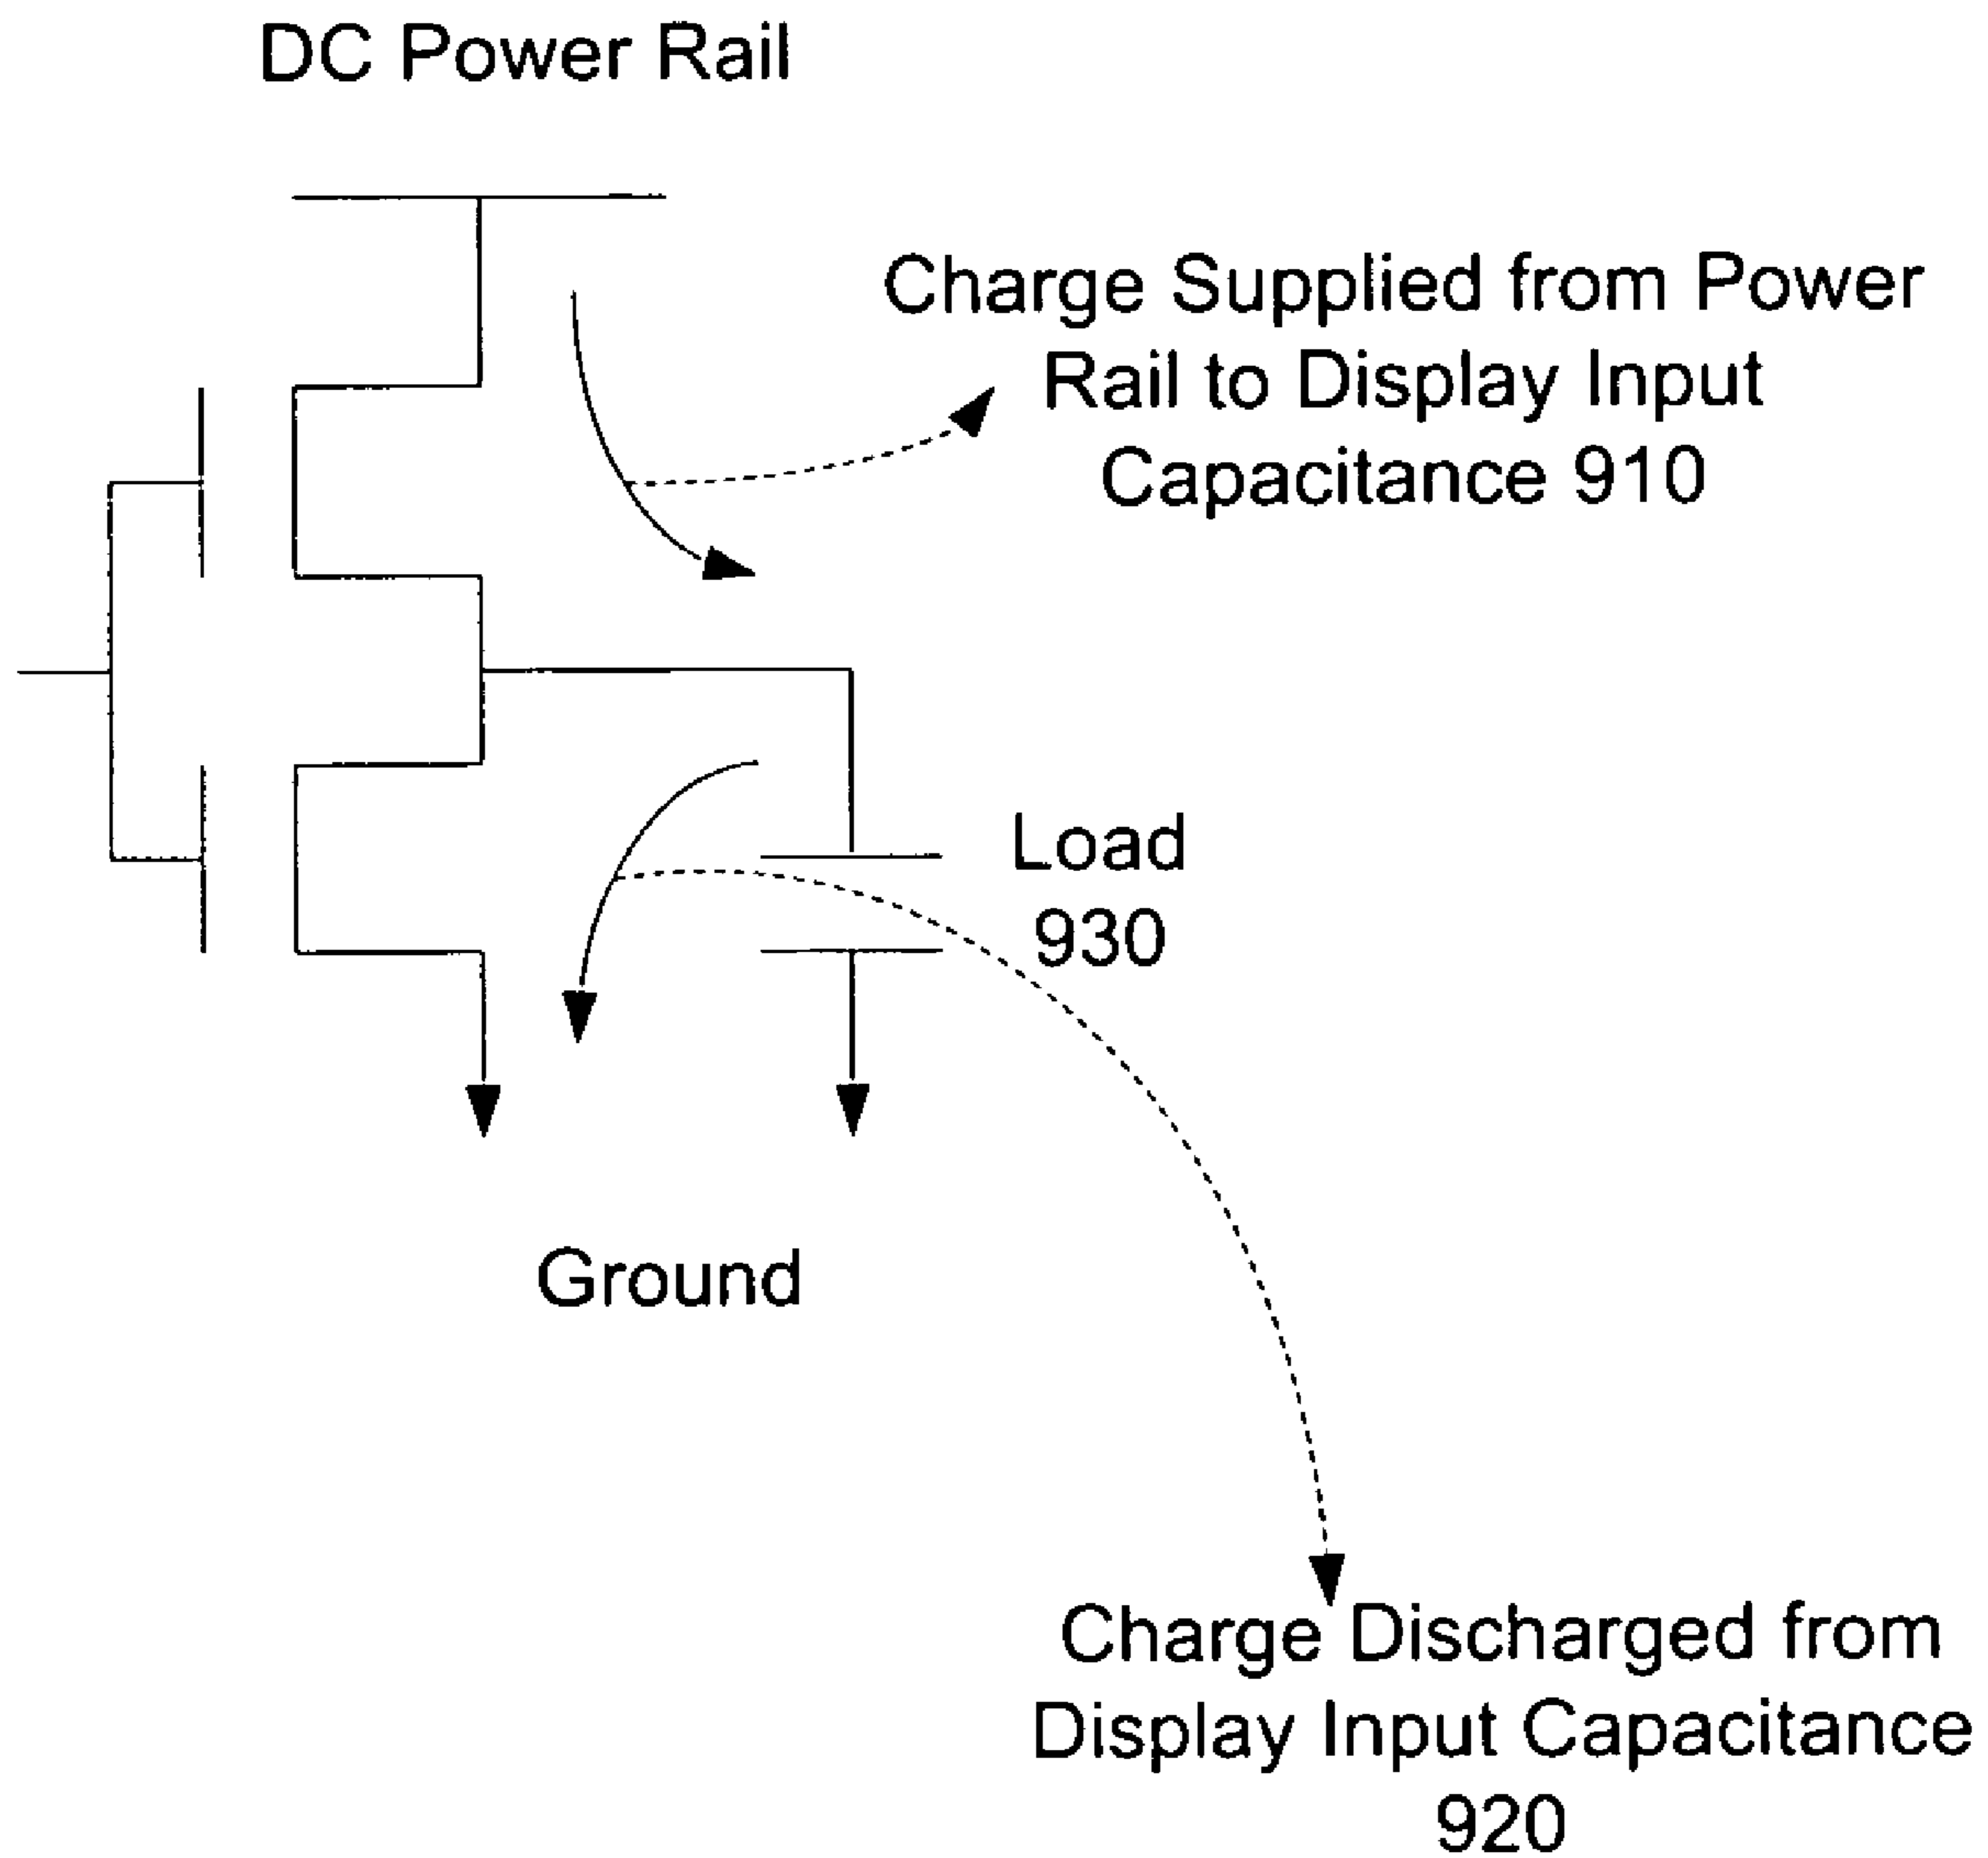 DC Power Rail
Charge Supplied from Power
Rail to Display Input
Capacitance 910
Load
930
Ground
Charge Discharged from
Display Input Capacitance
920